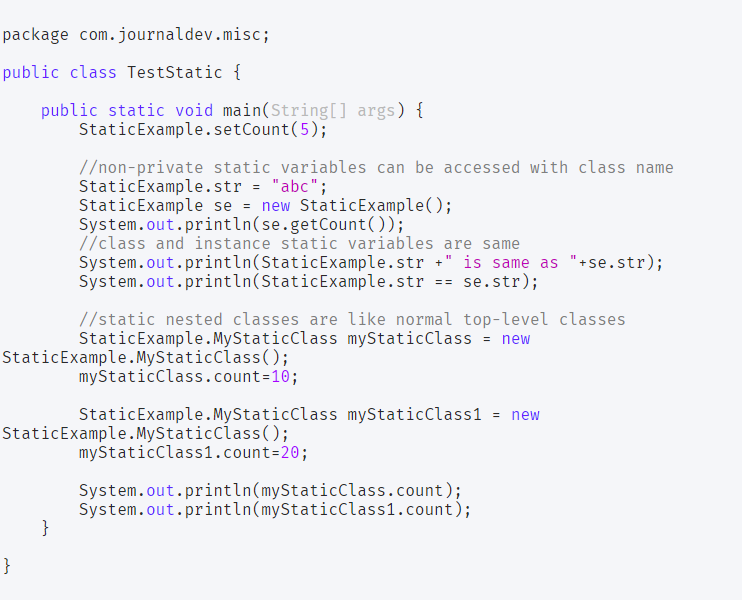 package com.journaldev.misc;
public class TestStatic {
public static void main(String[] args) {
StaticExample.setCount(5);
//non-private static variables can be accessed with class name
StaticExample.str = "abc";
StaticExample se = new StaticExample();
System.out.println(se.getCount());
//class and instance static variables are same
System.out.println(StaticExample.str +" is same as "+se.str);
System.out.println(StaticExample.str == se.str);
//static nested classes are like normal top-level classes
StaticExample.MyStaticClass myStaticClass = new
StaticExample.MyStaticClass();
myStaticClass.count=10;
StaticExample.MyStaticClass myStaticClass1 = new
StaticExample.MyStaticClass();
myStaticClass1.count=20;
System.out.println(myStaticClass.count);
System.out.println(myStaticClass1.count);
}
}